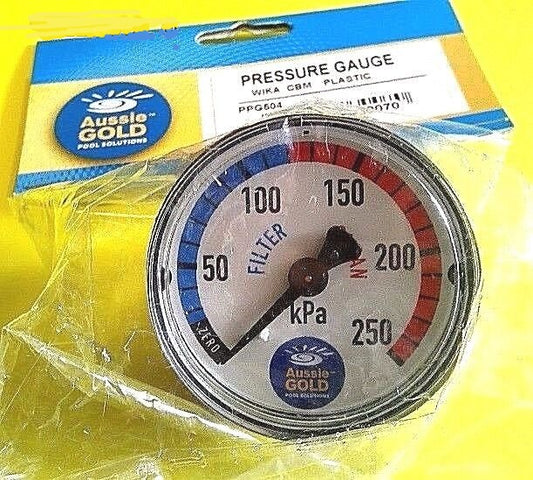 PRESSURE GAUGE
WIKA CBM PLASTIC
PPG504
Aussie
GOLD
POOL SOLUTIONS
100
150
50
FILTER
200
kPa
250
ZERO
Aussie
GOLD
POOL SOLUTIONS